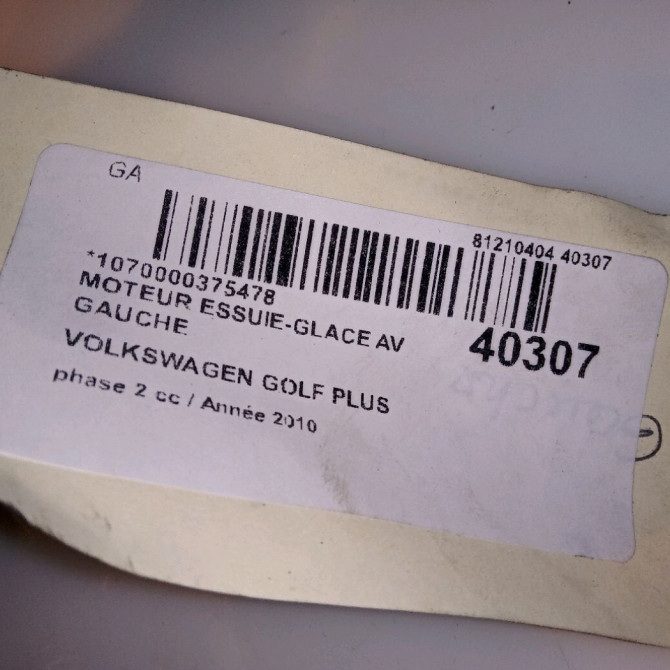 GA
81210404 40307
*1070000375478
MOTEUR ESSUIE-GLACE AV
GAUCHE
40307
VOLKSWAGEN GOLF PLUS
phase 2 cc / Année 2010